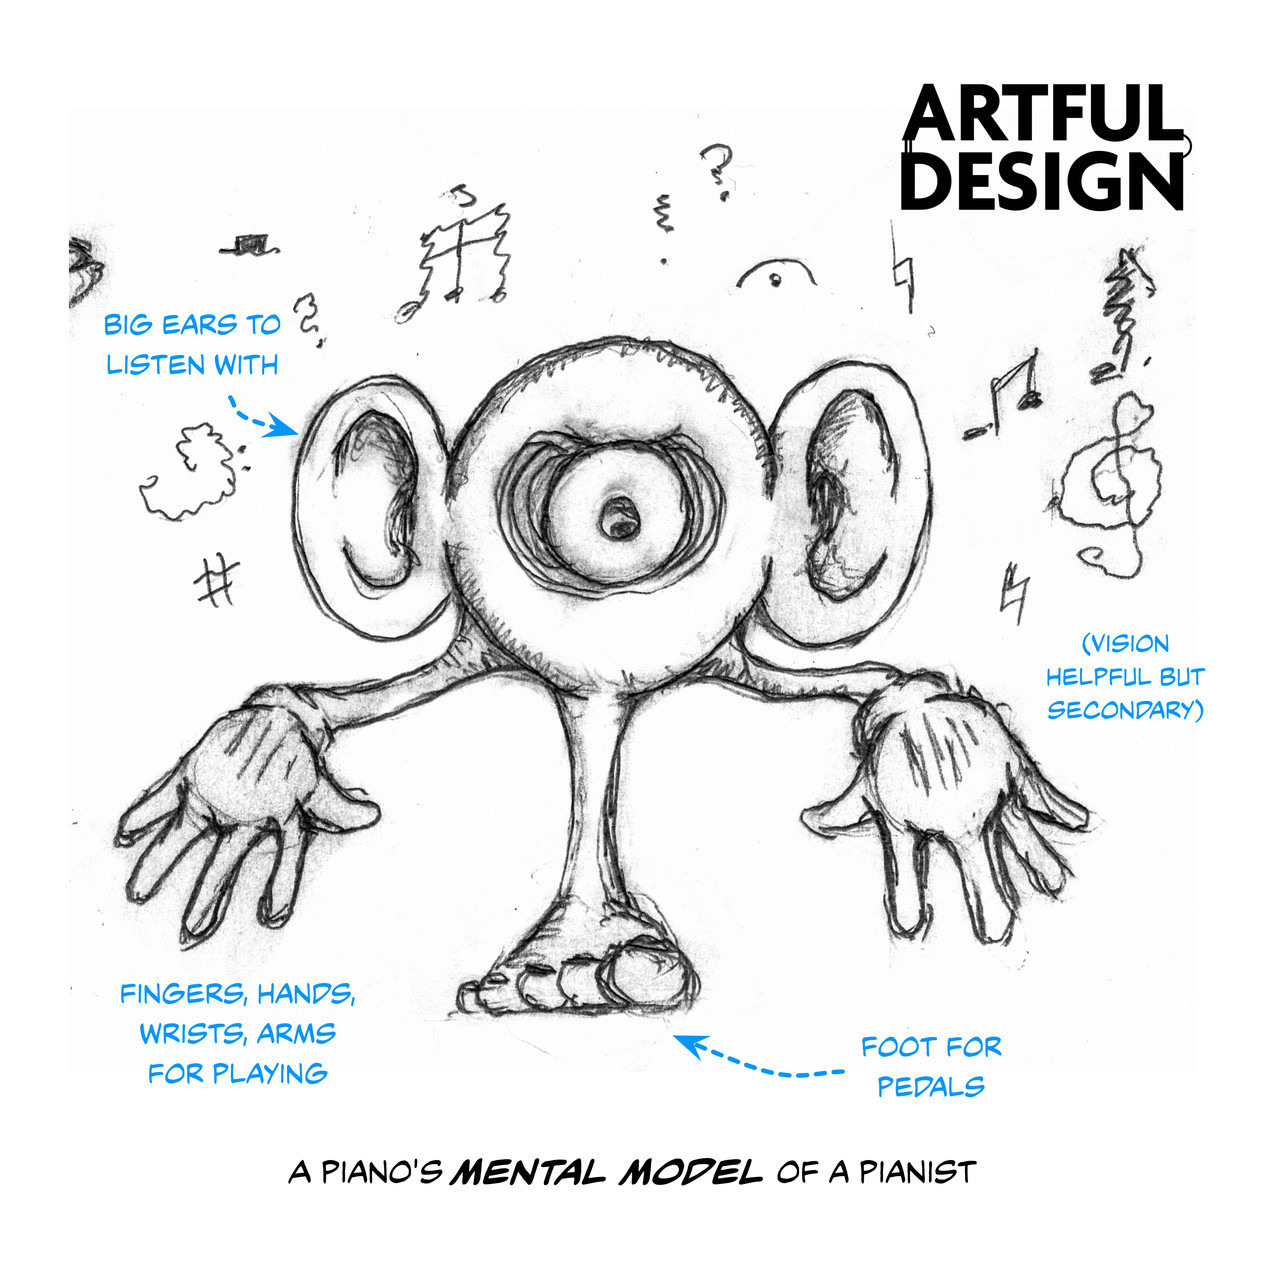 ARTFUL
DESIGN
BIG EARS TO
LISTEN WITH
(VISION
HELPFUL BUT
SECONDARY)
FINGERS, HANDS,
WRISTS, ARMS
FOR PLAYING
FOOT FOR
PEDALS
A PIANO'S MENTAL MODEL OF A PIANIST